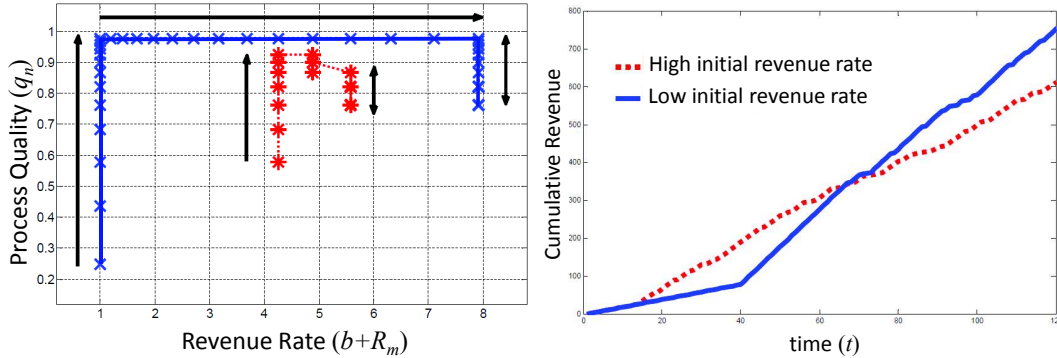 1
0.9
0.8
0.7
0.6
0.5
0.4
0.3
0.2
Process Quality (qn)
1 2 3 4 5 6 7 8
Revenue Rate (b+Rm)
800
700
600
500
400
300
200
100
0
Cumulative Revenue
High initial revenue rate
Low initial revenue rate
0 20 40 60 80 100 120
time (t)